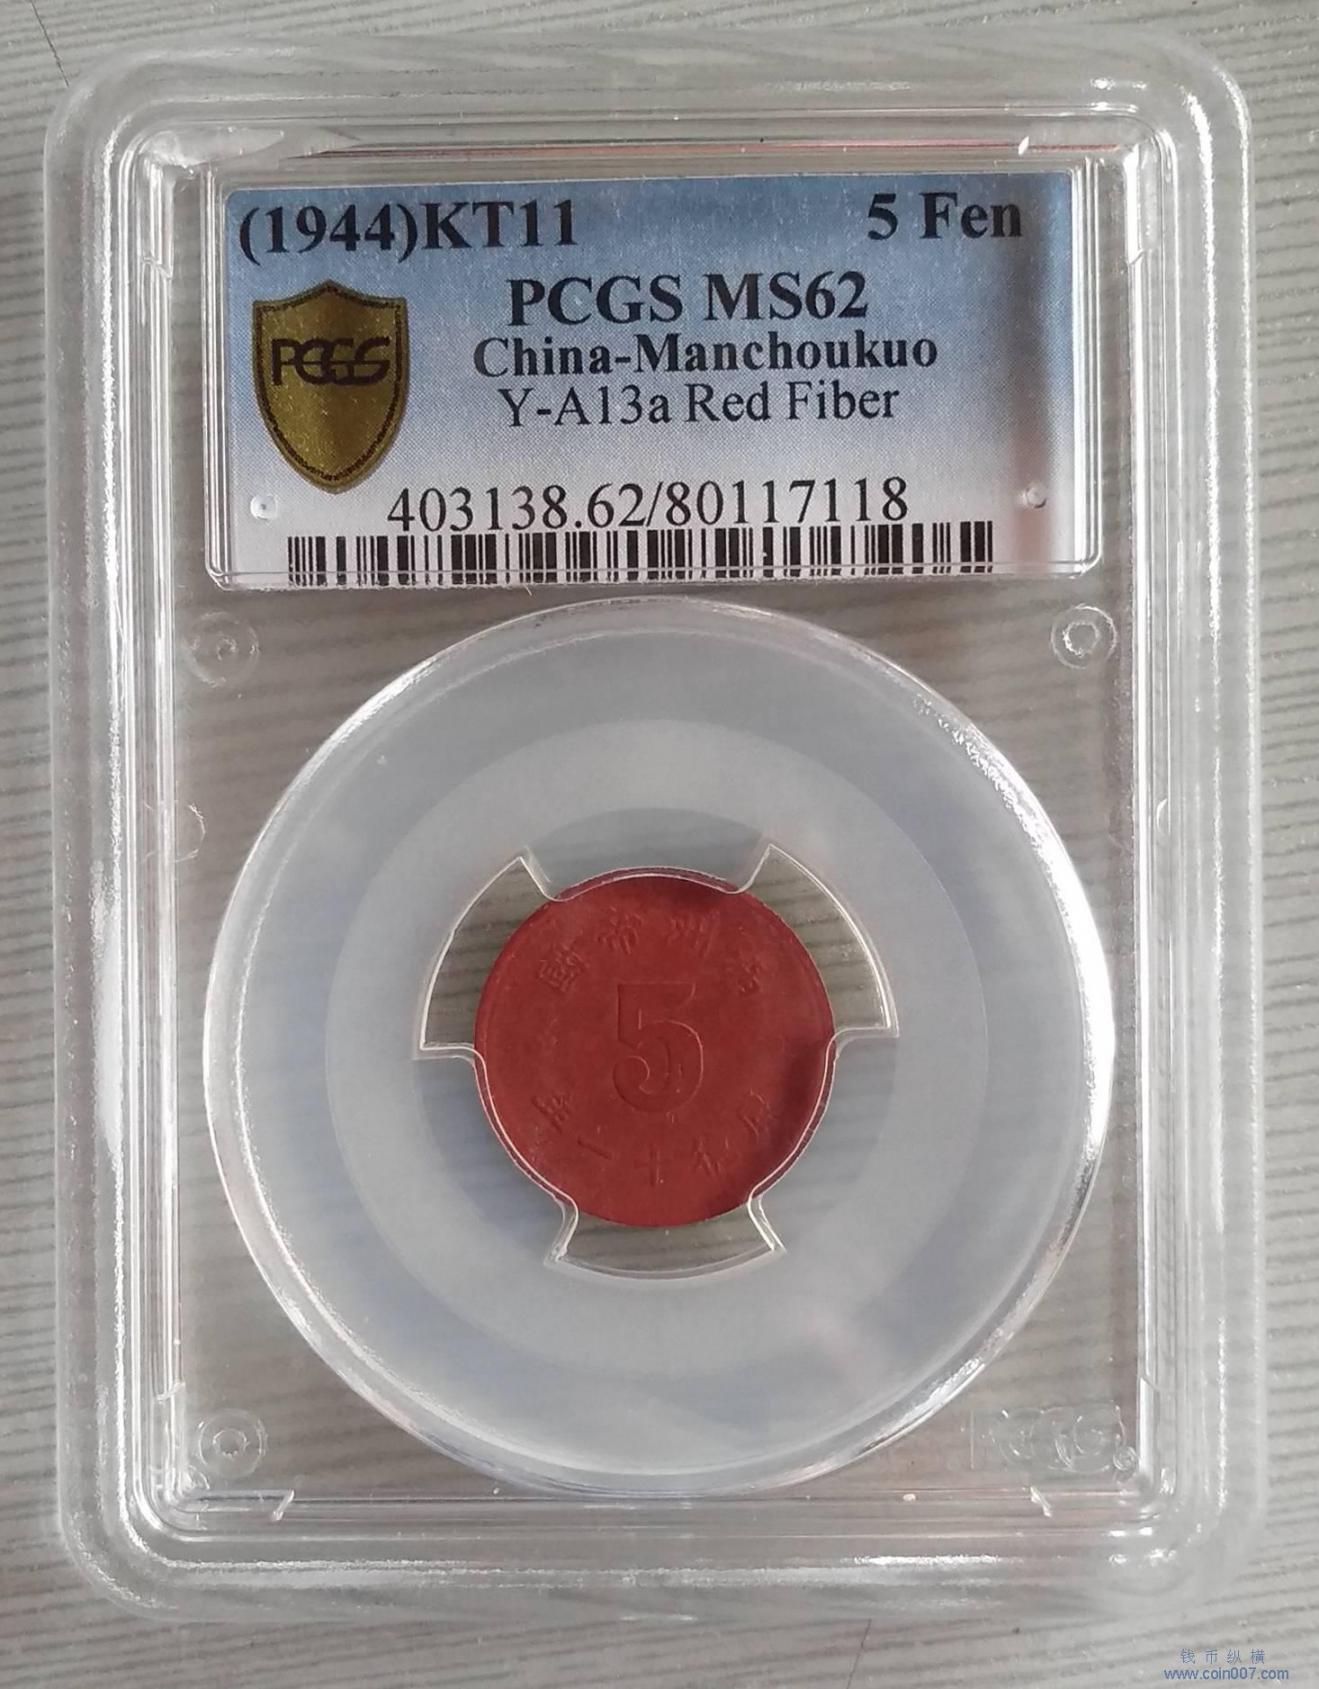 (1944)KT11 5 Fen
PCGS MS62
China-Manchoukuo
Y-A13a Red Fiber
PCGS
403138.62/80117118
國帝洲滿
5
年一十德康
PCGS
钱币纵横
www.coin007.com